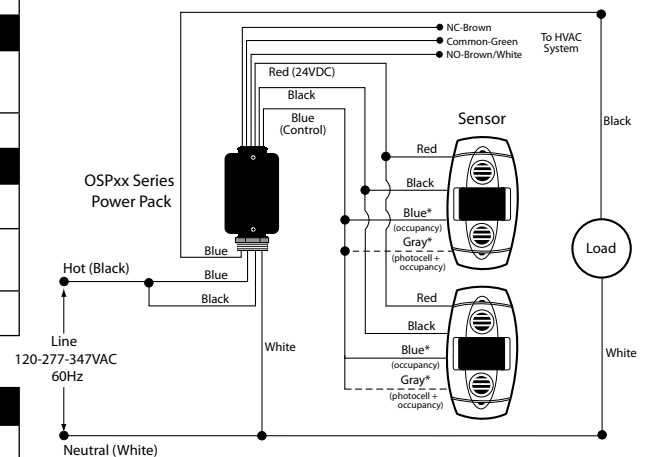 NC-Brown
Common-Green
NO-Brown/White
To HVAC
System
Red (24VDC)
Black
Blue
(Control)
Sensor
OSPxx Series
Power Pack
Red
Black
Blue*
(occupancy)
Gray*
(photocell +
occupancy)
Black
Load
Blue
Hot (Black)
Blue
Black
Line
120-277-347VAC
60Hz
White
Red
Black
Blue*
(occupancy)
Gray*
(photocell +
occupancy)
White
Neutral (White)